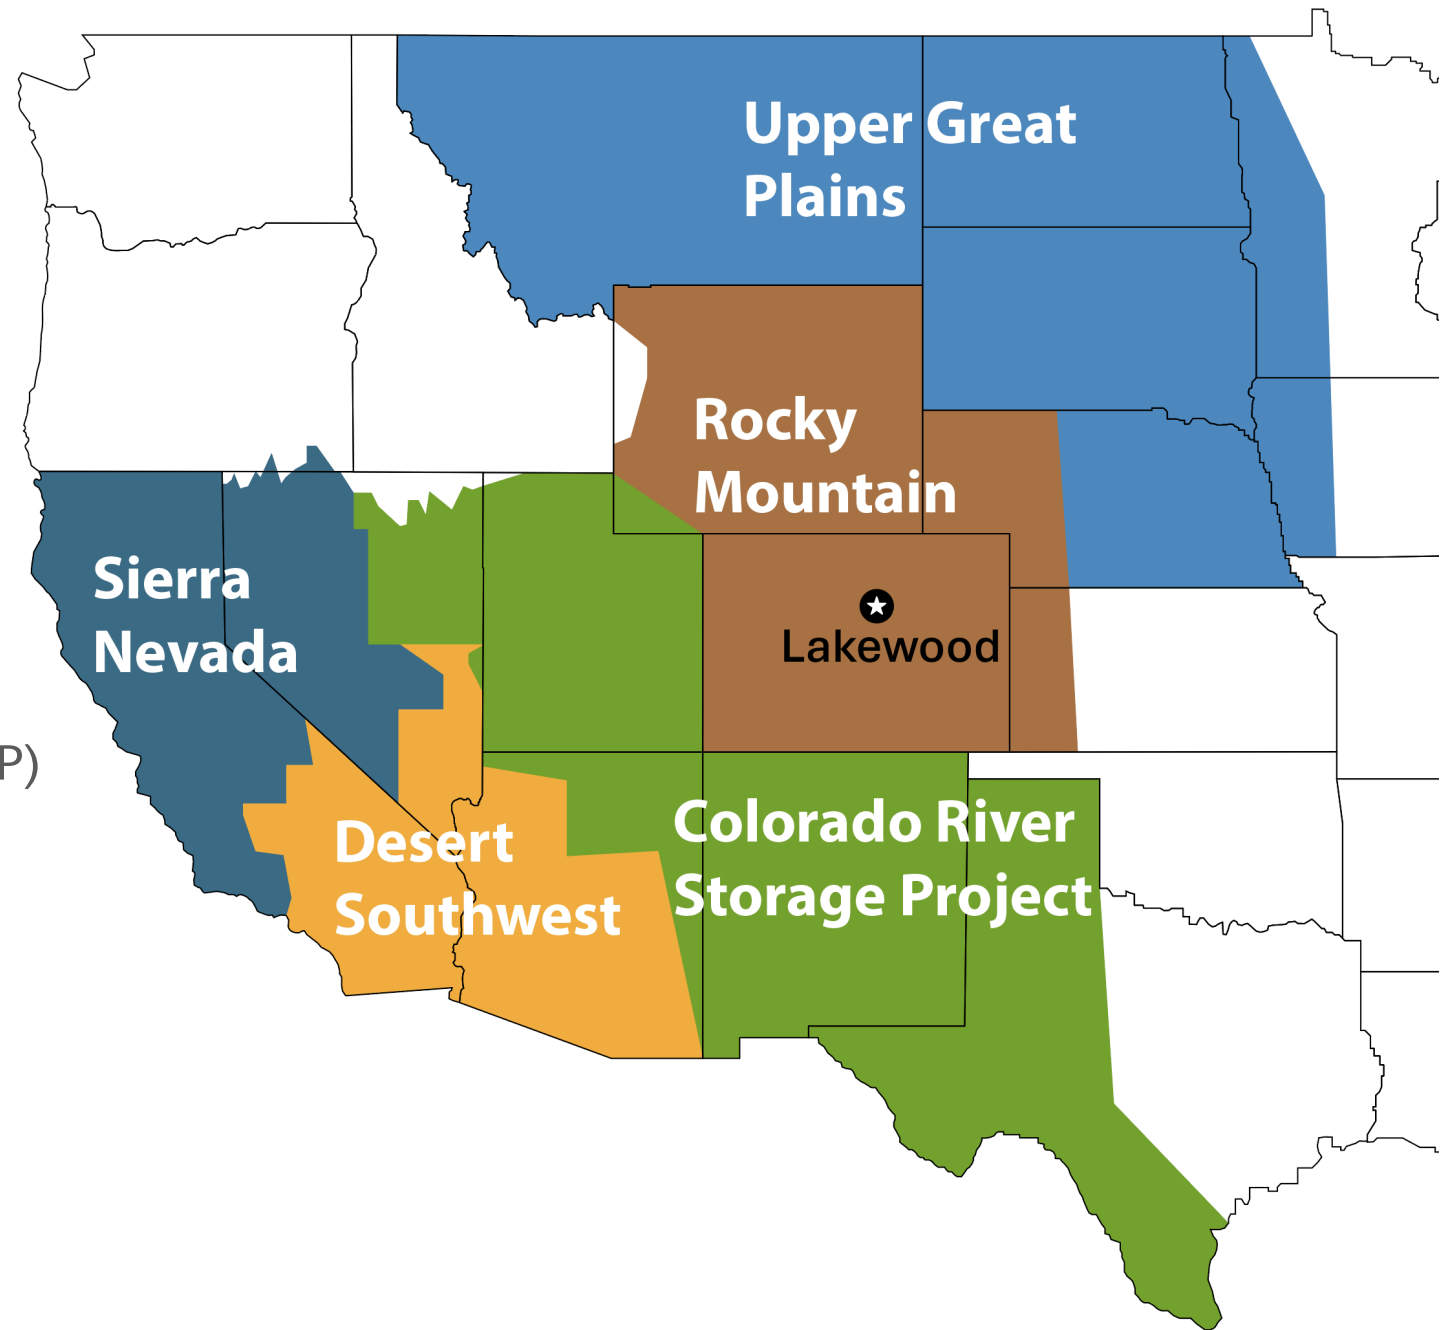 Upper Great
Plains
Rocky
Mountain
Sierra
Nevada
Lakewood
P)
Desert
Southwest
Colorado River
Storage Project